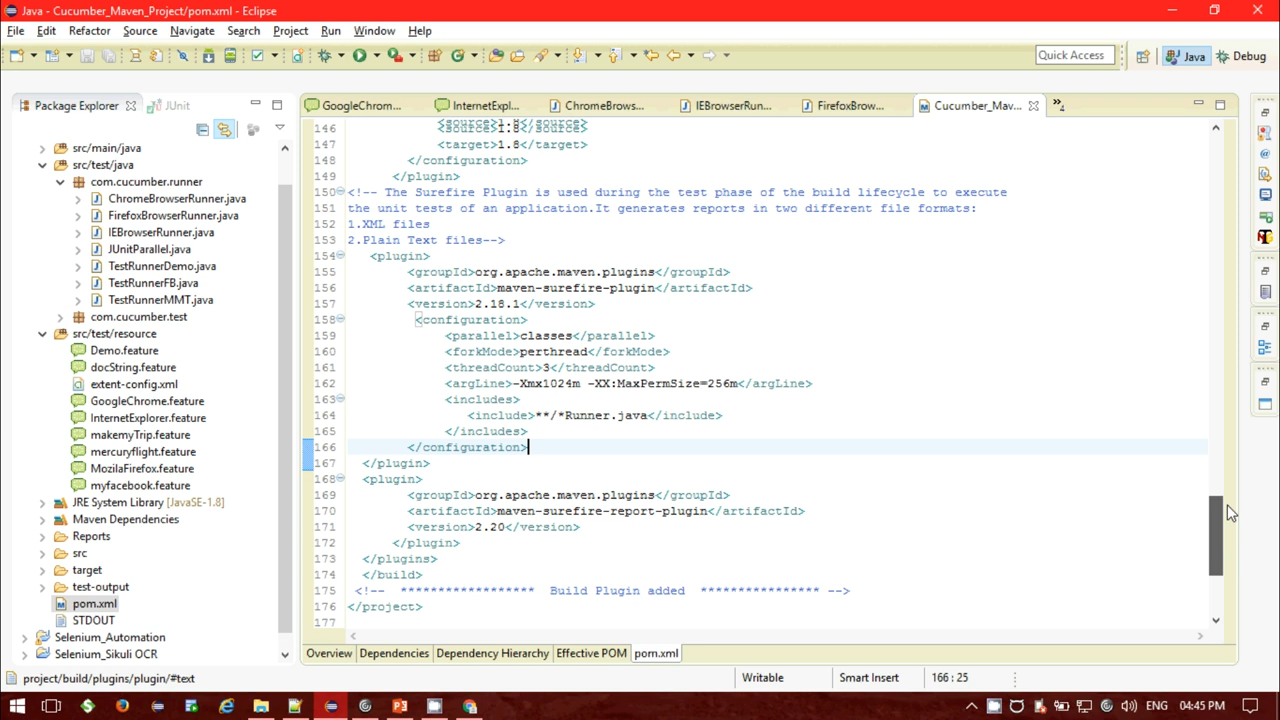 Java - Cucumber_Maven_Project/pom.xml - Eclipse
File Edit Refactor Source Navigate Search Project Run Window Help
Quick Access Java Debug
Package Explorer JUnit
src/main/java
src/test/java
com.cucumber.runner
ChromeBrowserRunner.java
FirefoxBrowserRunner.java
IEBrowserRunner.java
JUnitParallel.java
TestRunnerDemo.java
TestRunnerFB.java
TestRunnerMMT.java
com.cucumber.test
src/test/resource
Demo.feature
docString.feature
extent-config.xml
GoogleChrome.feature
InternetExplorer.feature
makemyTrip.feature
mercuryflight.feature
MozilaFirefox.feature
myfacebook.feature
JRE System Library [JavaSE-1.8]
Maven Dependencies
Reports
src
target
test-output
pom.xml
STDOUT
Selenium_Automation
Selenium_Sikuli OCR
GoogleChrom... InternetExpl... ChromeBrows... IEBrowserRun... FirefoxBrow... Cucumber_Mav... »4
146 <source>1.8</source>
147 <target>1.8</target>
148 </configuration>
149 </plugin>
150 <!-- The Surefire Plugin is used during the test phase of the build lifecycle to execute
151 the unit tests of an application.It generates reports in two different file formats:
152 1.XML files
153 2.Plain Text files-->
154 <plugin>
155 <groupId>org.apache.maven.plugins</groupId>
156 <artifactId>maven-surefire-plugin</artifactId>
157 <version>2.18.1</version>
158 <configuration>
159 <parallel>classes</parallel>
160 <forkMode>perthread</forkMode>
161 <threadCount>3</threadCount>
162 <argLine>-Xmx1024m -XX:MaxPermSize=256m</argLine>
163 <includes>
164 <include>**/*Runner.java</include>
165 </includes>
166 </configuration>
167 </plugin>
168 <plugin>
169 <groupId>org.apache.maven.plugins</groupId>
170 <artifactId>maven-surefire-report-plugin</artifactId>
171 <version>2.20</version>
172 </plugin>
173 </plugins>
174 </build>
175 <!-- ****************** Build Plugin added **************** -->
176 </project>
177
Overview Dependencies Dependency Hierarchy Effective POM pom.xml
project/build/plugins/plugin/#text Writable Smart Insert 166 : 25
ENG 04:45 PM